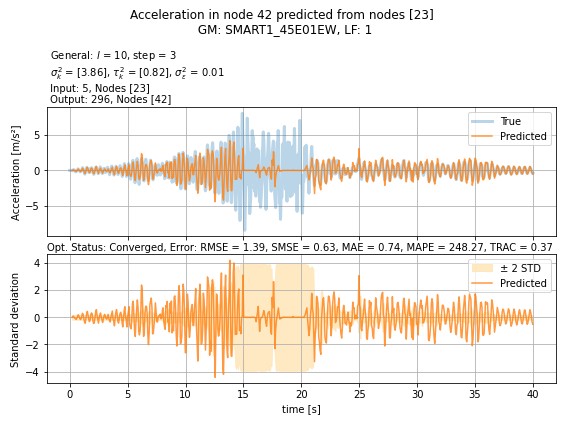 Acceleration in node 42 predicted from nodes [23]
GM: SMART1_45E01EW, LF: 1
General: l = 10, step = 3
σ²ₖ = [3.86], τ²ₖ = [0.82], σ²ε = 0.01
Input: 5, Nodes [23]
Output: 296, Nodes [42]
True
Predicted
Acceleration [m/s²]
5
0
−5
Opt. Status: Converged, Error: RMSE = 1.39, SMSE = 0.63, MAE = 0.74, MAPE = 248.27, TRAC = 0.37
± 2 STD
Predicted
Standard deviation
4
2
0
−2
−4
0 5 10 15 20 25 30 35 40
time [s]